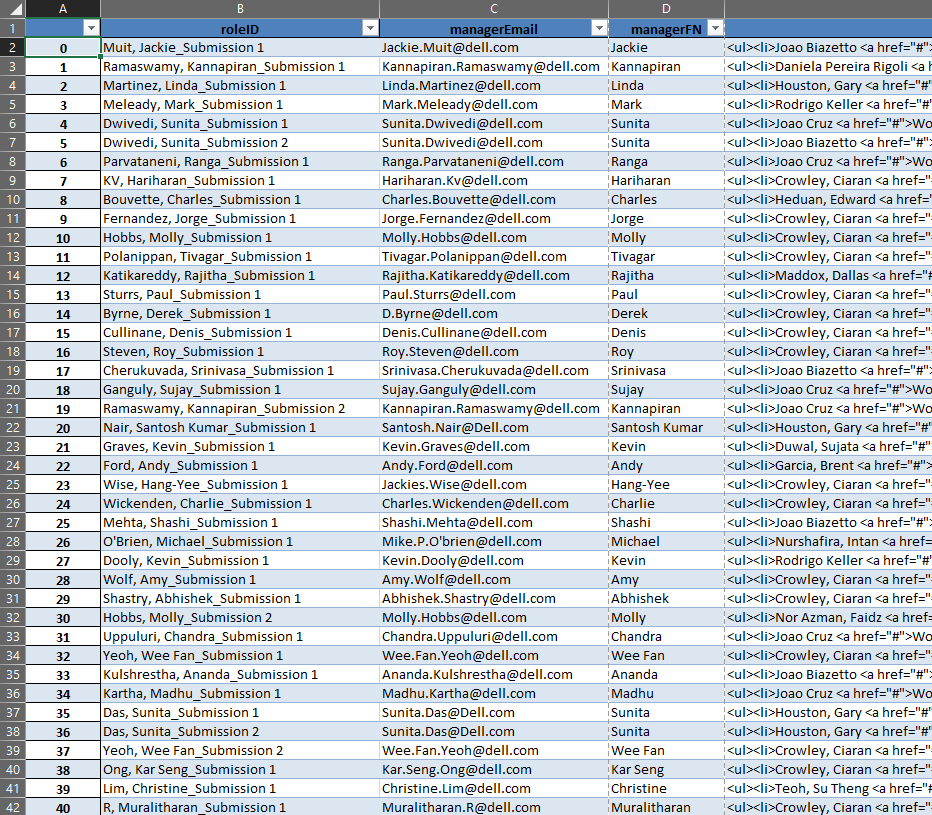 A B C D
1 roleID managerEmail managerFN
2 0 Muit, Jackie_Submission 1 Jackie.Muit@dell.com Jackie <ul><li>Joao Biazetto <a href="#">
3 1 Ramaswamy, Kannapiran_Submission 1 Kannapiran.Ramaswamy@dell.com Kannapiran <ul><li>Daniela Pereira Rigoli <a h
4 2 Martinez, Linda_Submission 1 Linda.Martinez@dell.com Linda <ul><li>Houston, Gary <a href="#"
5 3 Meleady, Mark_Submission 1 Mark.Meleady@dell.com Mark <ul><li>Rodrigo Keller <a href="#"
6 4 Dwivedi, Sunita_Submission 1 Sunita.Dwivedi@dell.com Sunita <ul><li>Joao Cruz <a href="#">Wo
7 5 Dwivedi, Sunita_Submission 2 Sunita.Dwivedi@dell.com Sunita <ul><li>Joao Biazetto <a href="#">
8 6 Parvataneni, Ranga_Submission 1 Ranga.Parvataneni@dell.com Ranga <ul><li>Joao Cruz <a href="#">Wo
9 7 KV, Hariharan_Submission 1 Hariharan.Kv@dell.com Hariharan <ul><li>Crowley, Ciaran <a href="
10 8 Bouvette, Charles_Submission 1 Charles.Bouvette@dell.com Charles <ul><li>Heduan, Edward <a href="
11 9 Fernandez, Jorge_Submission 1 Jorge.Fernandez@dell.com Jorge <ul><li>Crowley, Ciaran <a href="
12 10 Hobbs, Molly_Submission 1 Molly.Hobbs@dell.com Molly <ul><li>Crowley, Ciaran <a href="
13 11 Polanippan, Tivagar_Submission 1 Tivagar.Polanippan@dell.com Tivagar <ul><li>Crowley, Ciaran <a href="
14 12 Katikareddy, Rajitha_Submission 1 Rajitha.Katikareddy@dell.com Rajitha <ul><li>Maddox, Dallas <a href="#
15 13 Sturrs, Paul_Submission 1 Paul.Sturrs@dell.com Paul <ul><li>Crowley, Ciaran <a href="
16 14 Byrne, Derek_Submission 1 D.Byrne@dell.com Derek <ul><li>Crowley, Ciaran <a href="
17 15 Cullinane, Denis_Submission 1 Denis.Cullinane@dell.com Denis <ul><li>Crowley, Ciaran <a href="
18 16 Steven, Roy_Submission 1 Roy.Steven@dell.com Roy <ul><li>Crowley, Ciaran <a href="
19 17 Cherukuvada, Srinivasa_Submission 1 Srinivasa.Cherukuvada@dell.com Srinivasa <ul><li>Joao Biazetto <a href="#">
20 18 Ganguly, Sujay_Submission 1 Sujay.Ganguly@dell.com Sujay <ul><li>Joao Cruz <a href="#">Wo
21 19 Ramaswamy, Kannapiran_Submission 2 Kannapiran.Ramaswamy@dell.com Kannapiran <ul><li>Joao Cruz <a href="#">Wo
22 20 Nair, Santosh Kumar_Submission 1 Santosh.Nair@Dell.com Santosh Kumar <ul><li>Houston, Gary <a href="#"
23 21 Graves, Kevin_Submission 1 Kevin.Graves@dell.com Kevin <ul><li>Duwal, Sujata <a href="#"
24 22 Ford, Andy_Submission 1 Andy.Ford@dell.com Andy <ul><li>Garcia, Brent <a href="#">
25 23 Wise, Hang-Yee_Submission 1 Jackies.Wise@dell.com Hang-Yee <ul><li>Crowley, Ciaran <a href="
26 24 Wickenden, Charlie_Submission 1 Charles.Wickenden@dell.com Charlie <ul><li>Crowley, Ciaran <a href="
27 25 Mehta, Shashi_Submission 1 Shashi.Mehta@dell.com Shashi <ul><li>Joao Biazetto <a href="#">
28 26 O'Brien, Michael_Submission 1 Mike.P.O'brien@dell.com Michael <ul><li>Nurshafira, Intan <a href=
29 27 Dooly, Kevin_Submission 1 Kevin.Dooly@dell.com Kevin <ul><li>Rodrigo Keller <a href="#"
30 28 Wolf, Amy_Submission 1 Amy.Wolf@dell.com Amy <ul><li>Crowley, Ciaran <a href="
31 29 Shastry, Abhishek_Submission 1 Abhishek.Shastry@dell.com Abhishek <ul><li>Crowley, Ciaran <a href="
32 30 Hobbs, Molly_Submission 2 Molly.Hobbs@dell.com Molly <ul><li>Nor Azman, Faidz <a href=
33 31 Uppuluri, Chandra_Submission 1 Chandra.Uppuluri@dell.com Chandra <ul><li>Joao Cruz <a href="#">Wo
34 32 Yeoh, Wee Fan_Submission 1 Wee.Fan.Yeoh@dell.com Wee Fan <ul><li>Crowley, Ciaran <a href="
35 33 Kulshrestha, Ananda_Submission 1 Ananda.Kulshrestha@dell.com Ananda <ul><li>Joao Biazetto <a href="#">
36 34 Kartha, Madhu_Submission 1 Madhu.Kartha@dell.com Madhu <ul><li>Joao Cruz <a href="#">Wo
37 35 Das, Sunita_Submission 1 Sunita.Das@Dell.com Sunita <ul><li>Houston, Gary <a href="#"
38 36 Das, Sunita_Submission 2 Sunita.Das@Dell.com Sunita <ul><li>Houston, Gary <a href="#"
39 37 Yeoh, Wee Fan_Submission 2 Wee.Fan.Yeoh@dell.com Wee Fan <ul><li>Crowley, Ciaran <a href="
40 38 Ong, Kar Seng_Submission 1 Kar.Seng.Ong@dell.com Kar Seng <ul><li>Crowley, Ciaran <a href="
41 39 Lim, Christine_Submission 1 Christine.Lim@dell.com Christine <ul><li>Teoh, Su Theng <a href="#
42 40 R, Muralitharan_Submission 1 Muralitharan.R@dell.com Muralitharan <ul><li>Crowley, Ciaran <a href="